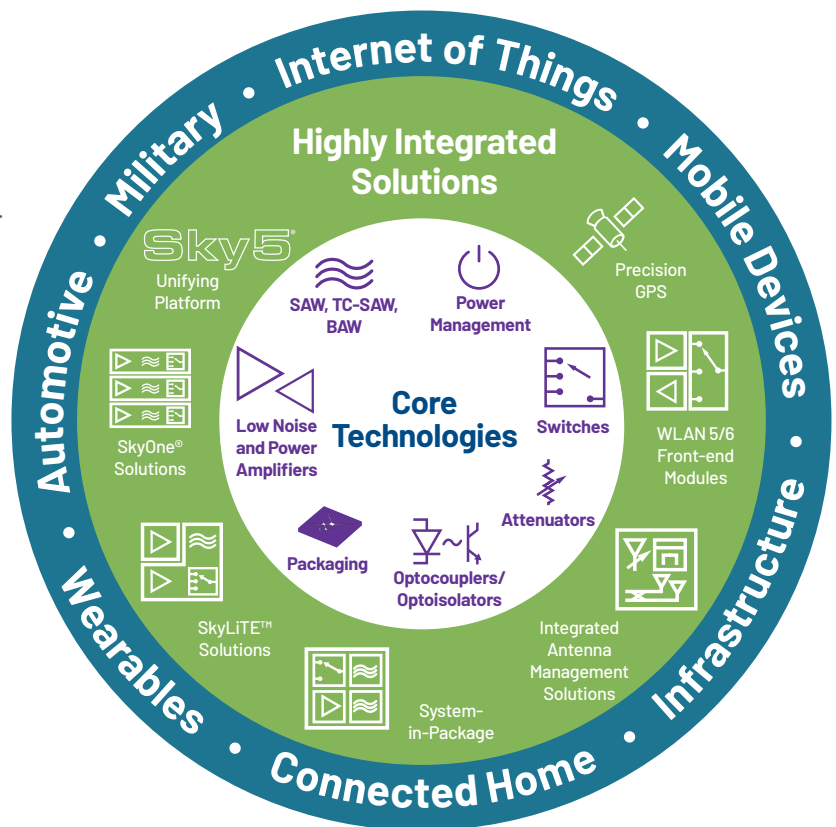 Automotive • Military • Internet of Things • Mobile Devices • Infrastructure • Connected Home • Wearables •
Highly Integrated
Solutions
Sky5®
Unifying
Platform
Precision
GPS
SkyOne®
Solutions
WLAN 5/6
Front-end
Modules
SkyLiTE™
Solutions
Integrated
Antenna
Management
Solutions
System-
in-Package
Core
Technologies
SAW, TC-SAW,
BAW
Power
Management
Low Noise
and Power
Amplifiers
Switches
Attenuators
Packaging
Optocouplers/
Optoisolators